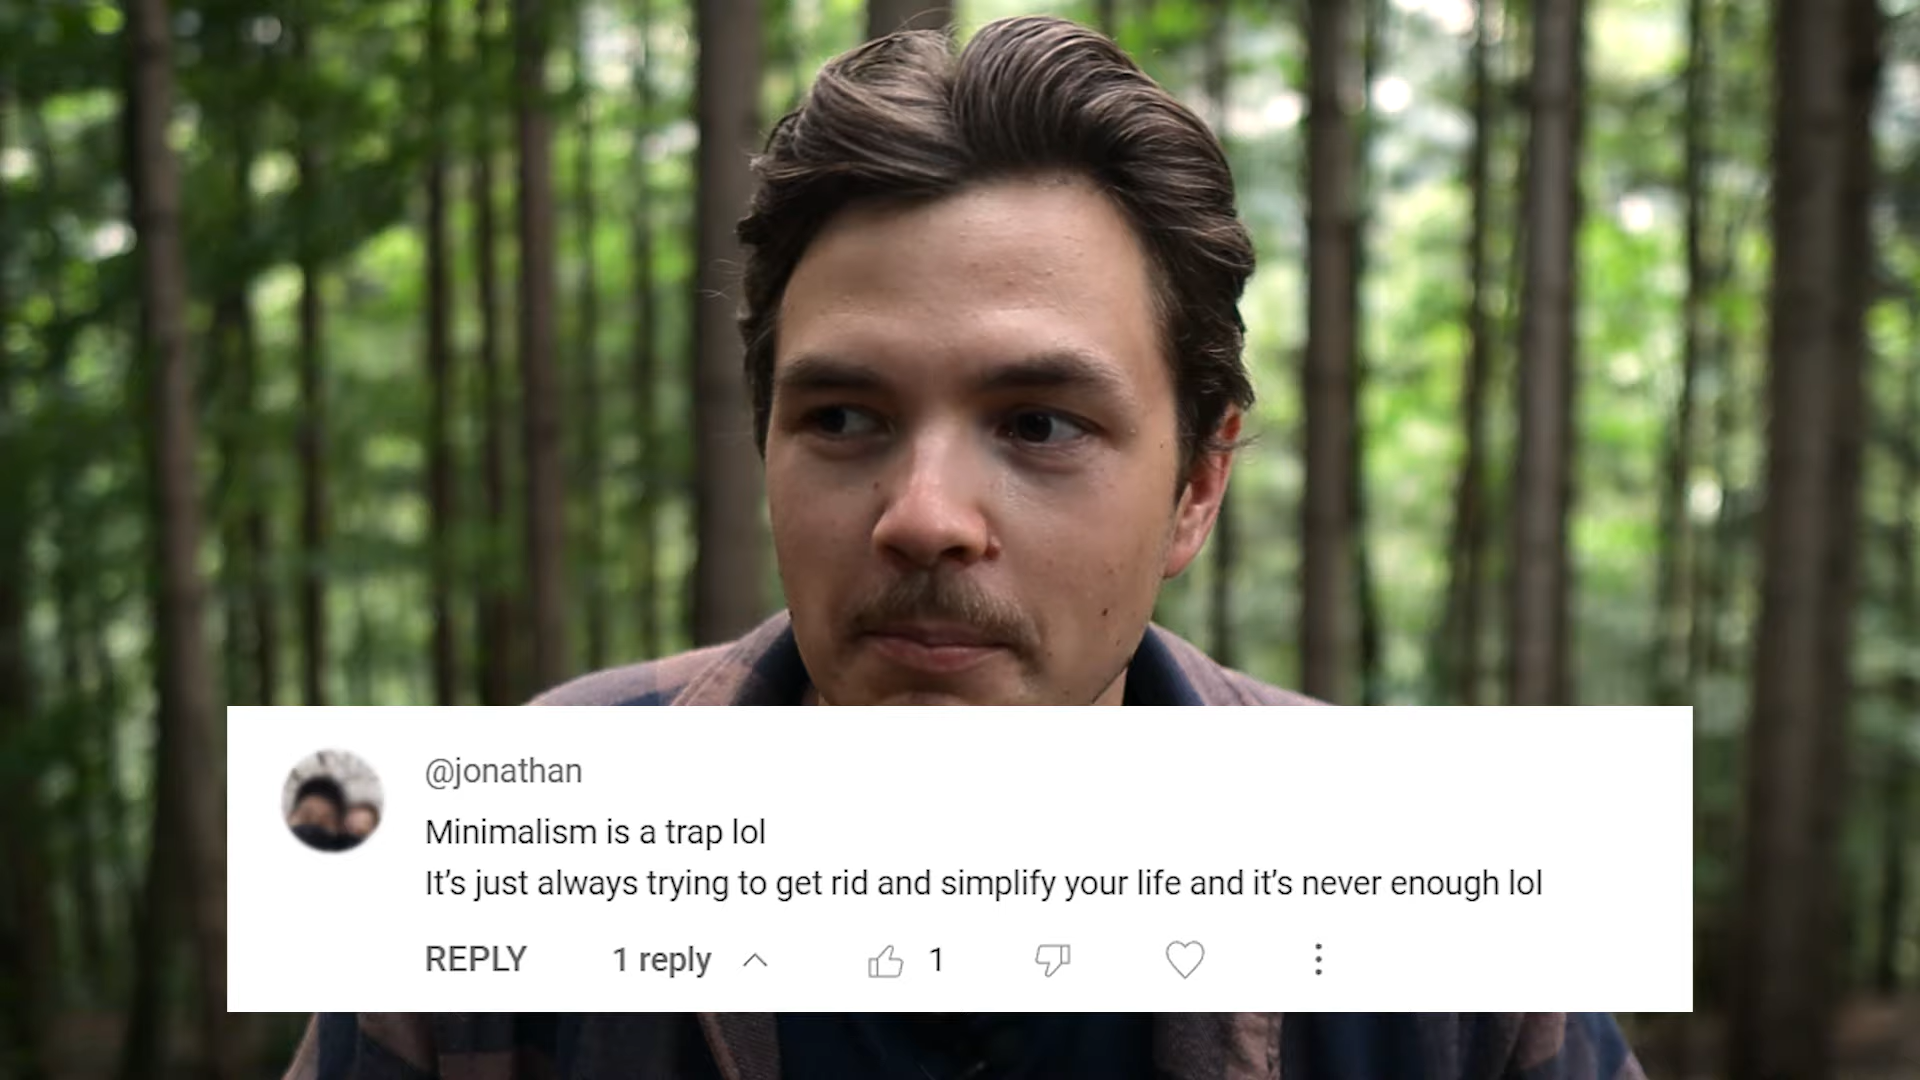 @jonathan
Minimalism is a trap lol
It’s just always trying to get rid and simplify your life and it’s never enough lol
REPLY 1 reply 1